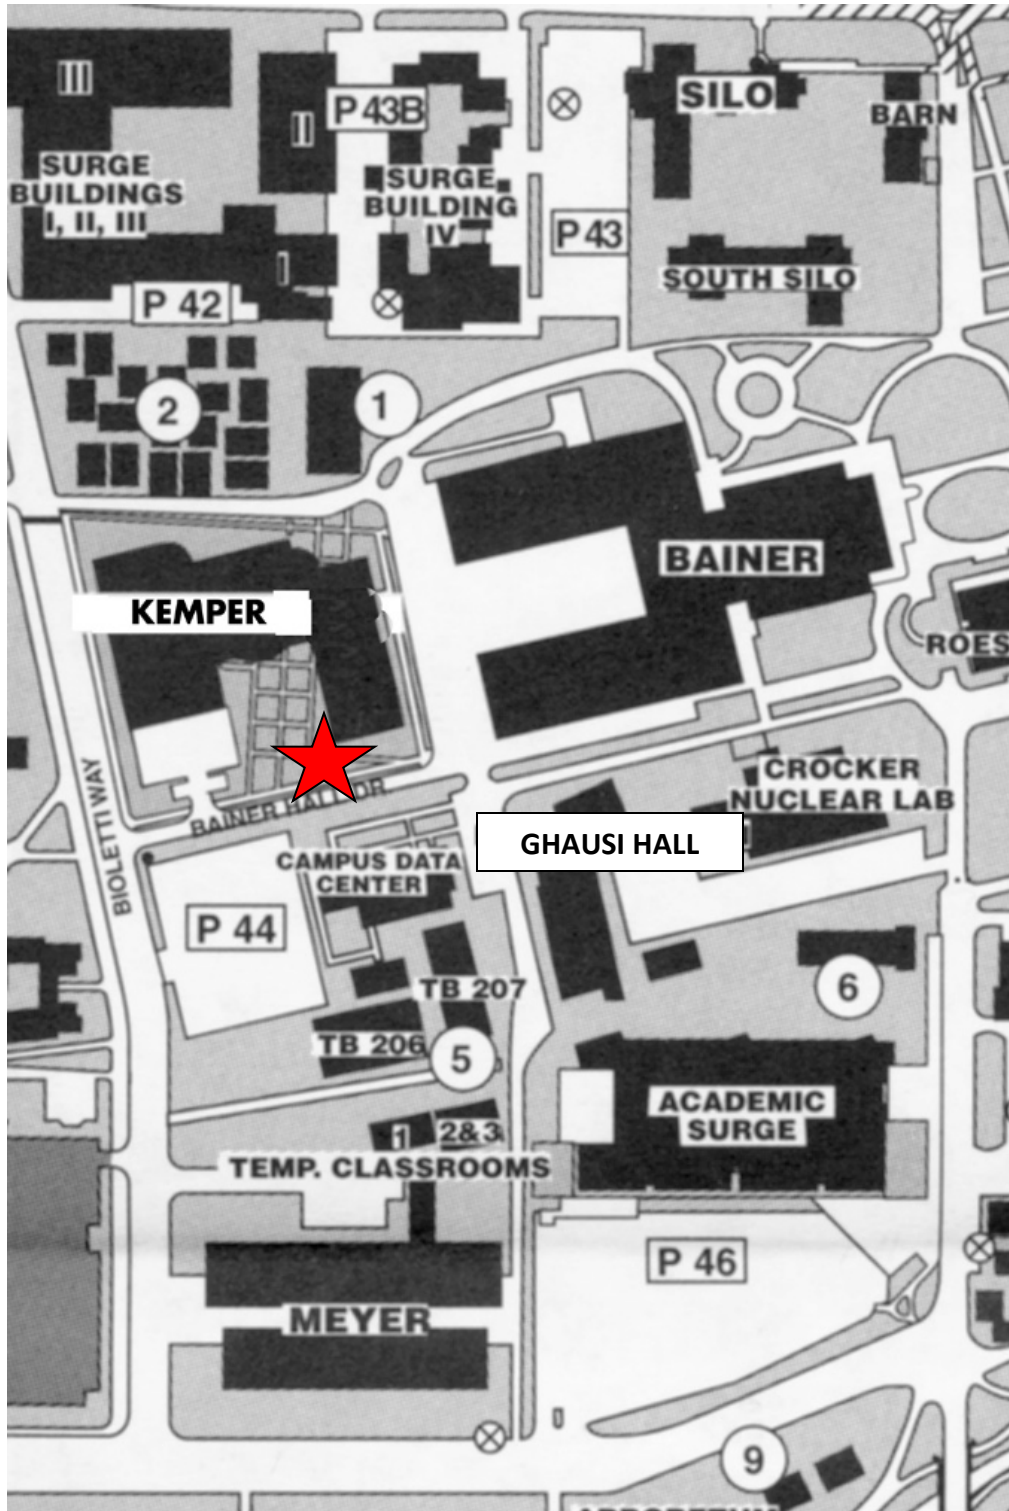 III
II
P 43B
SILO
BARN
SURGE
BUILDINGS
I, II, III
SURGE
BUILDING
IV
P 43
I
SOUTH SILO
P 42
2
1
BAINER
KEMPER
ROES
BIOLETTI WAY
BAINER HALL DR
CROCKER
NUCLEAR LAB
GHAUSI HALL
CAMPUS DATA
CENTER
P 44
TB 207
6
TB 206
5
ACADEMIC
SURGE
1
2&3
TEMP. CLASSROOMS
P 46
MEYER
9